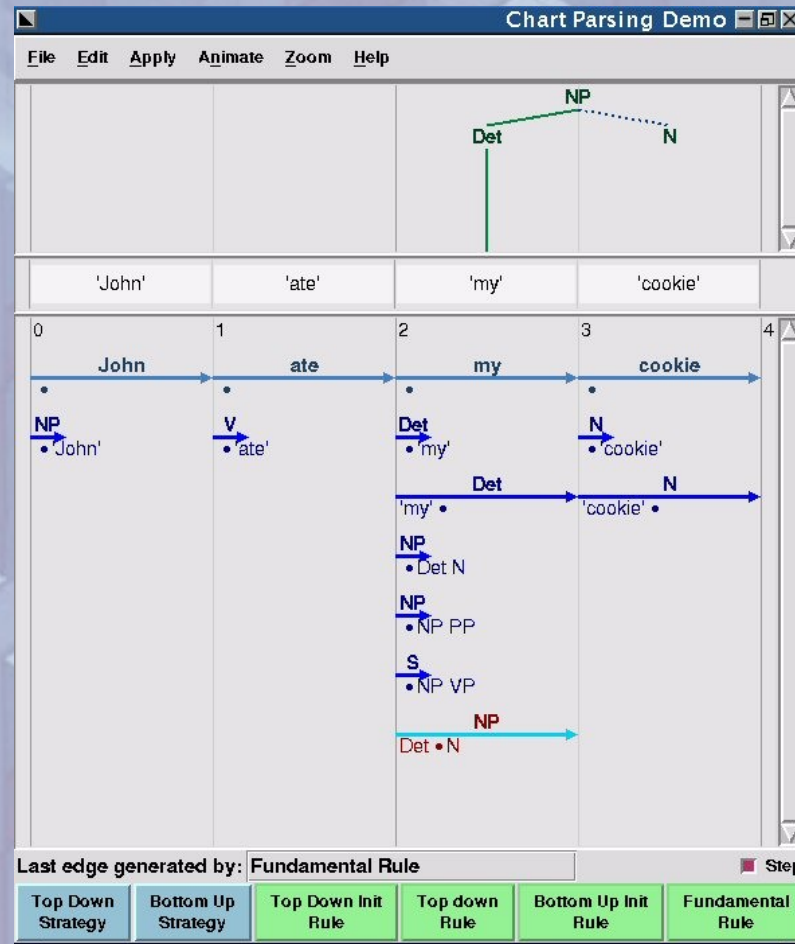 Chart Parsing Demo
File Edit Apply Animate Zoom Help
NP
Det N
'John' 'ate' 'my' 'cookie'
0 1 2 3 4
John ate my cookie
• • • •
NP V Det N
• 'John' • 'ate' • 'my' • 'cookie'
Det N
'my' • 'cookie' •
NP
• Det N
NP
• NP PP
S
• NP VP
NP
Det • N
Last edge generated by: Fundamental Rule Step
Top Down Strategy
Bottom Up Strategy
Top Down Init Rule
Top down Rule
Bottom Up Init Rule
Fundamental Rule